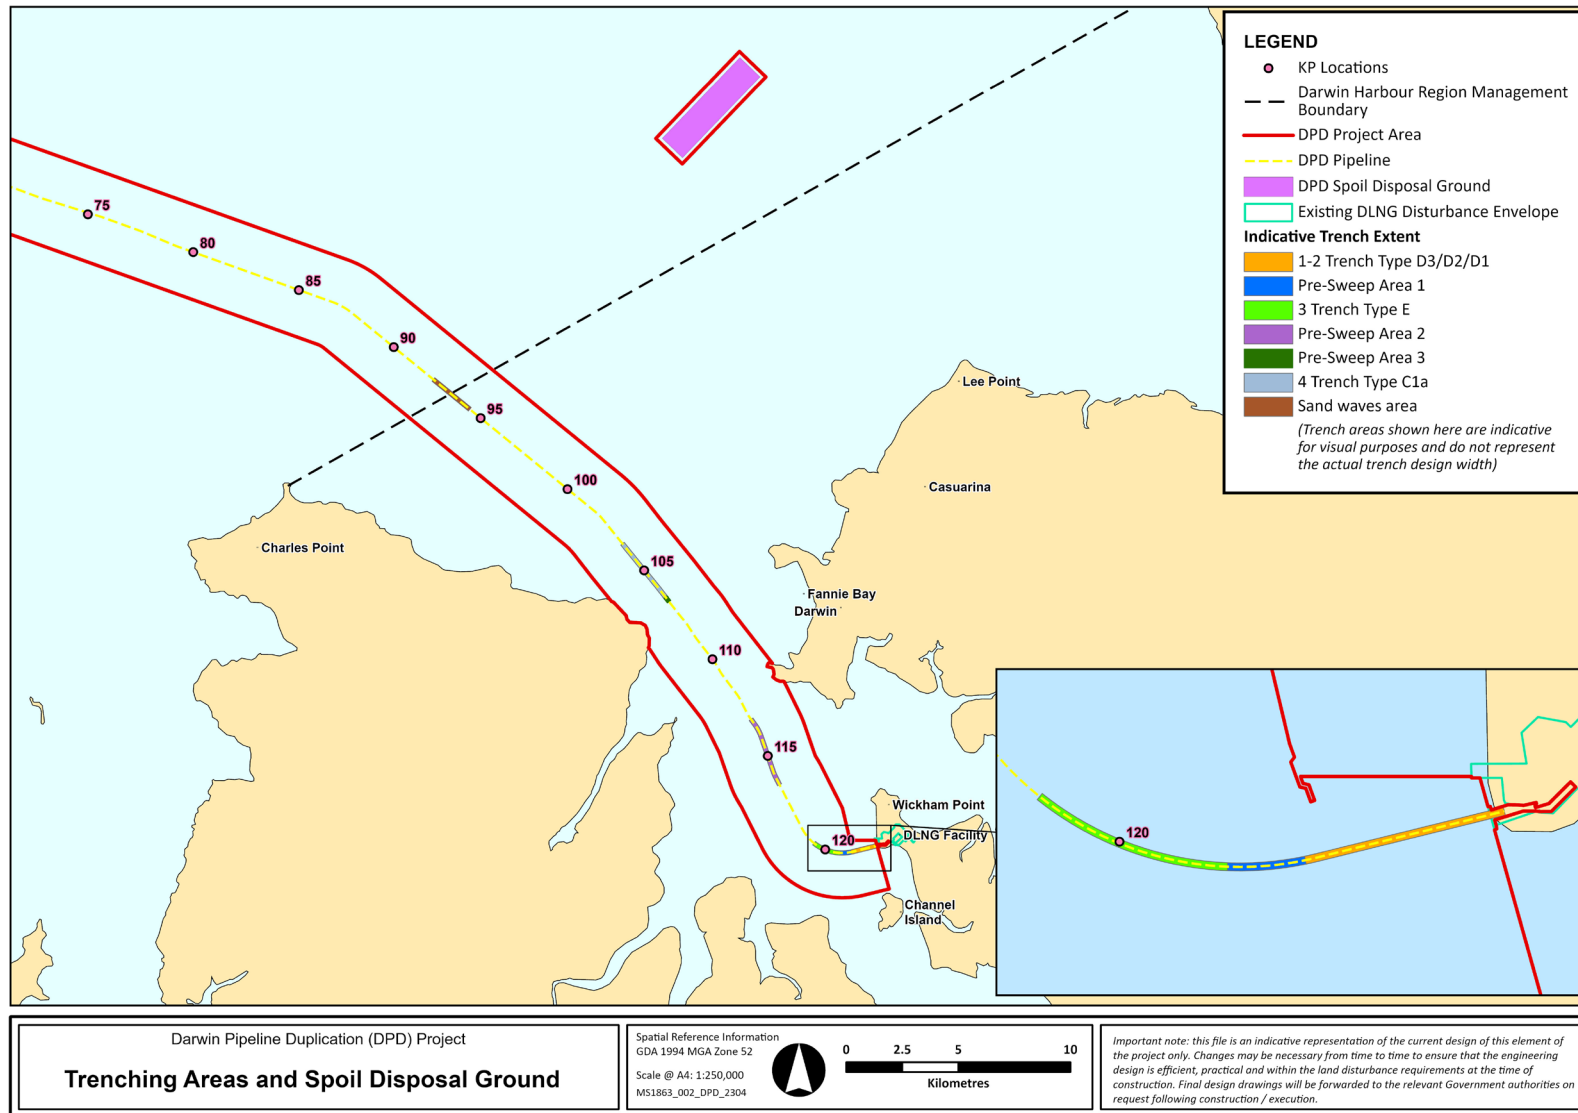 LEGEND
KP Locations
Darwin Harbour Region Management
Boundary
DPD Project Area
DPD Pipeline
DPD Spoil Disposal Ground
Existing DLNG Disturbance Envelope
Indicative Trench Extent
1-2 Trench Type D3/D2/D1
Pre-Sweep Area 1
3 Trench Type E
Pre-Sweep Area 2
Pre-Sweep Area 3
4 Trench Type C1a
Sand waves area
(Trench areas shown here are indicative
for visual purposes and do not represent
the actual trench design width)
75
80
85
90
95
100
105
110
115
120
Lee Point
Casuarina
Charles Point
Fannie Bay
Darwin
Wickham Point
DLNG Facility
Channel
Island
120
Darwin Pipeline Duplication (DPD) Project
Trenching Areas and Spoil Disposal Ground
Spatial Reference Information
GDA 1994 MGA Zone 52
Scale @ A4: 1:250,000
MS1863_002_DPD_2304
0 2.5 5 10
Kilometres
Important note: this file is an indicative representation of the current design of this element of
the project only. Changes may be necessary from time to time to ensure that the engineering
design is efficient, practical and within the land disturbance requirements at the time of
construction. Final design drawings will be forwarded to the relevant Government authorities on
request following construction / execution.